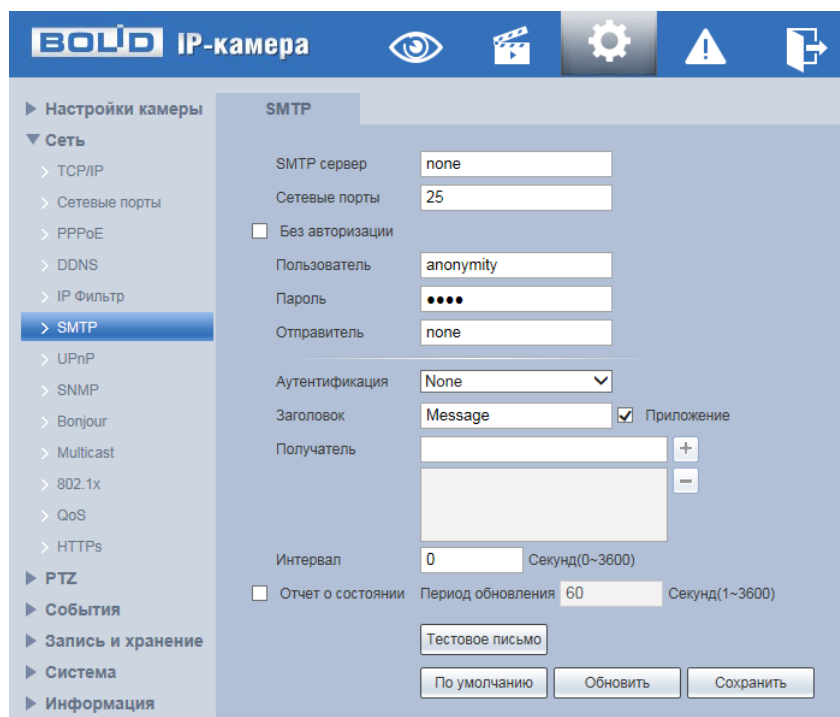 BOLID IP-камера
Настройки камеры
Сеть
TCP/IP
Сетевые порты
PPPoE
DDNS
IP Фильтр
SMTP
UPnP
SNMP
Bonjour
Multicast
802.1x
QoS
HTTPs
PTZ
События
Запись и хранение
Система
Информация
SMTP
SMTP сервер none
Сетевые порты 25
Без авторизации
Пользователь anonymity
Пароль ••••
Отправитель none
Аутентификация None
Заголовок Message Приложение
Получатель +
−
Интервал 0 Секунд(0~3600)
Отчет о состоянии Период обновления 60 Секунд(1~3600)
Тестовое письмо
По умолчанию Обновить Сохранить